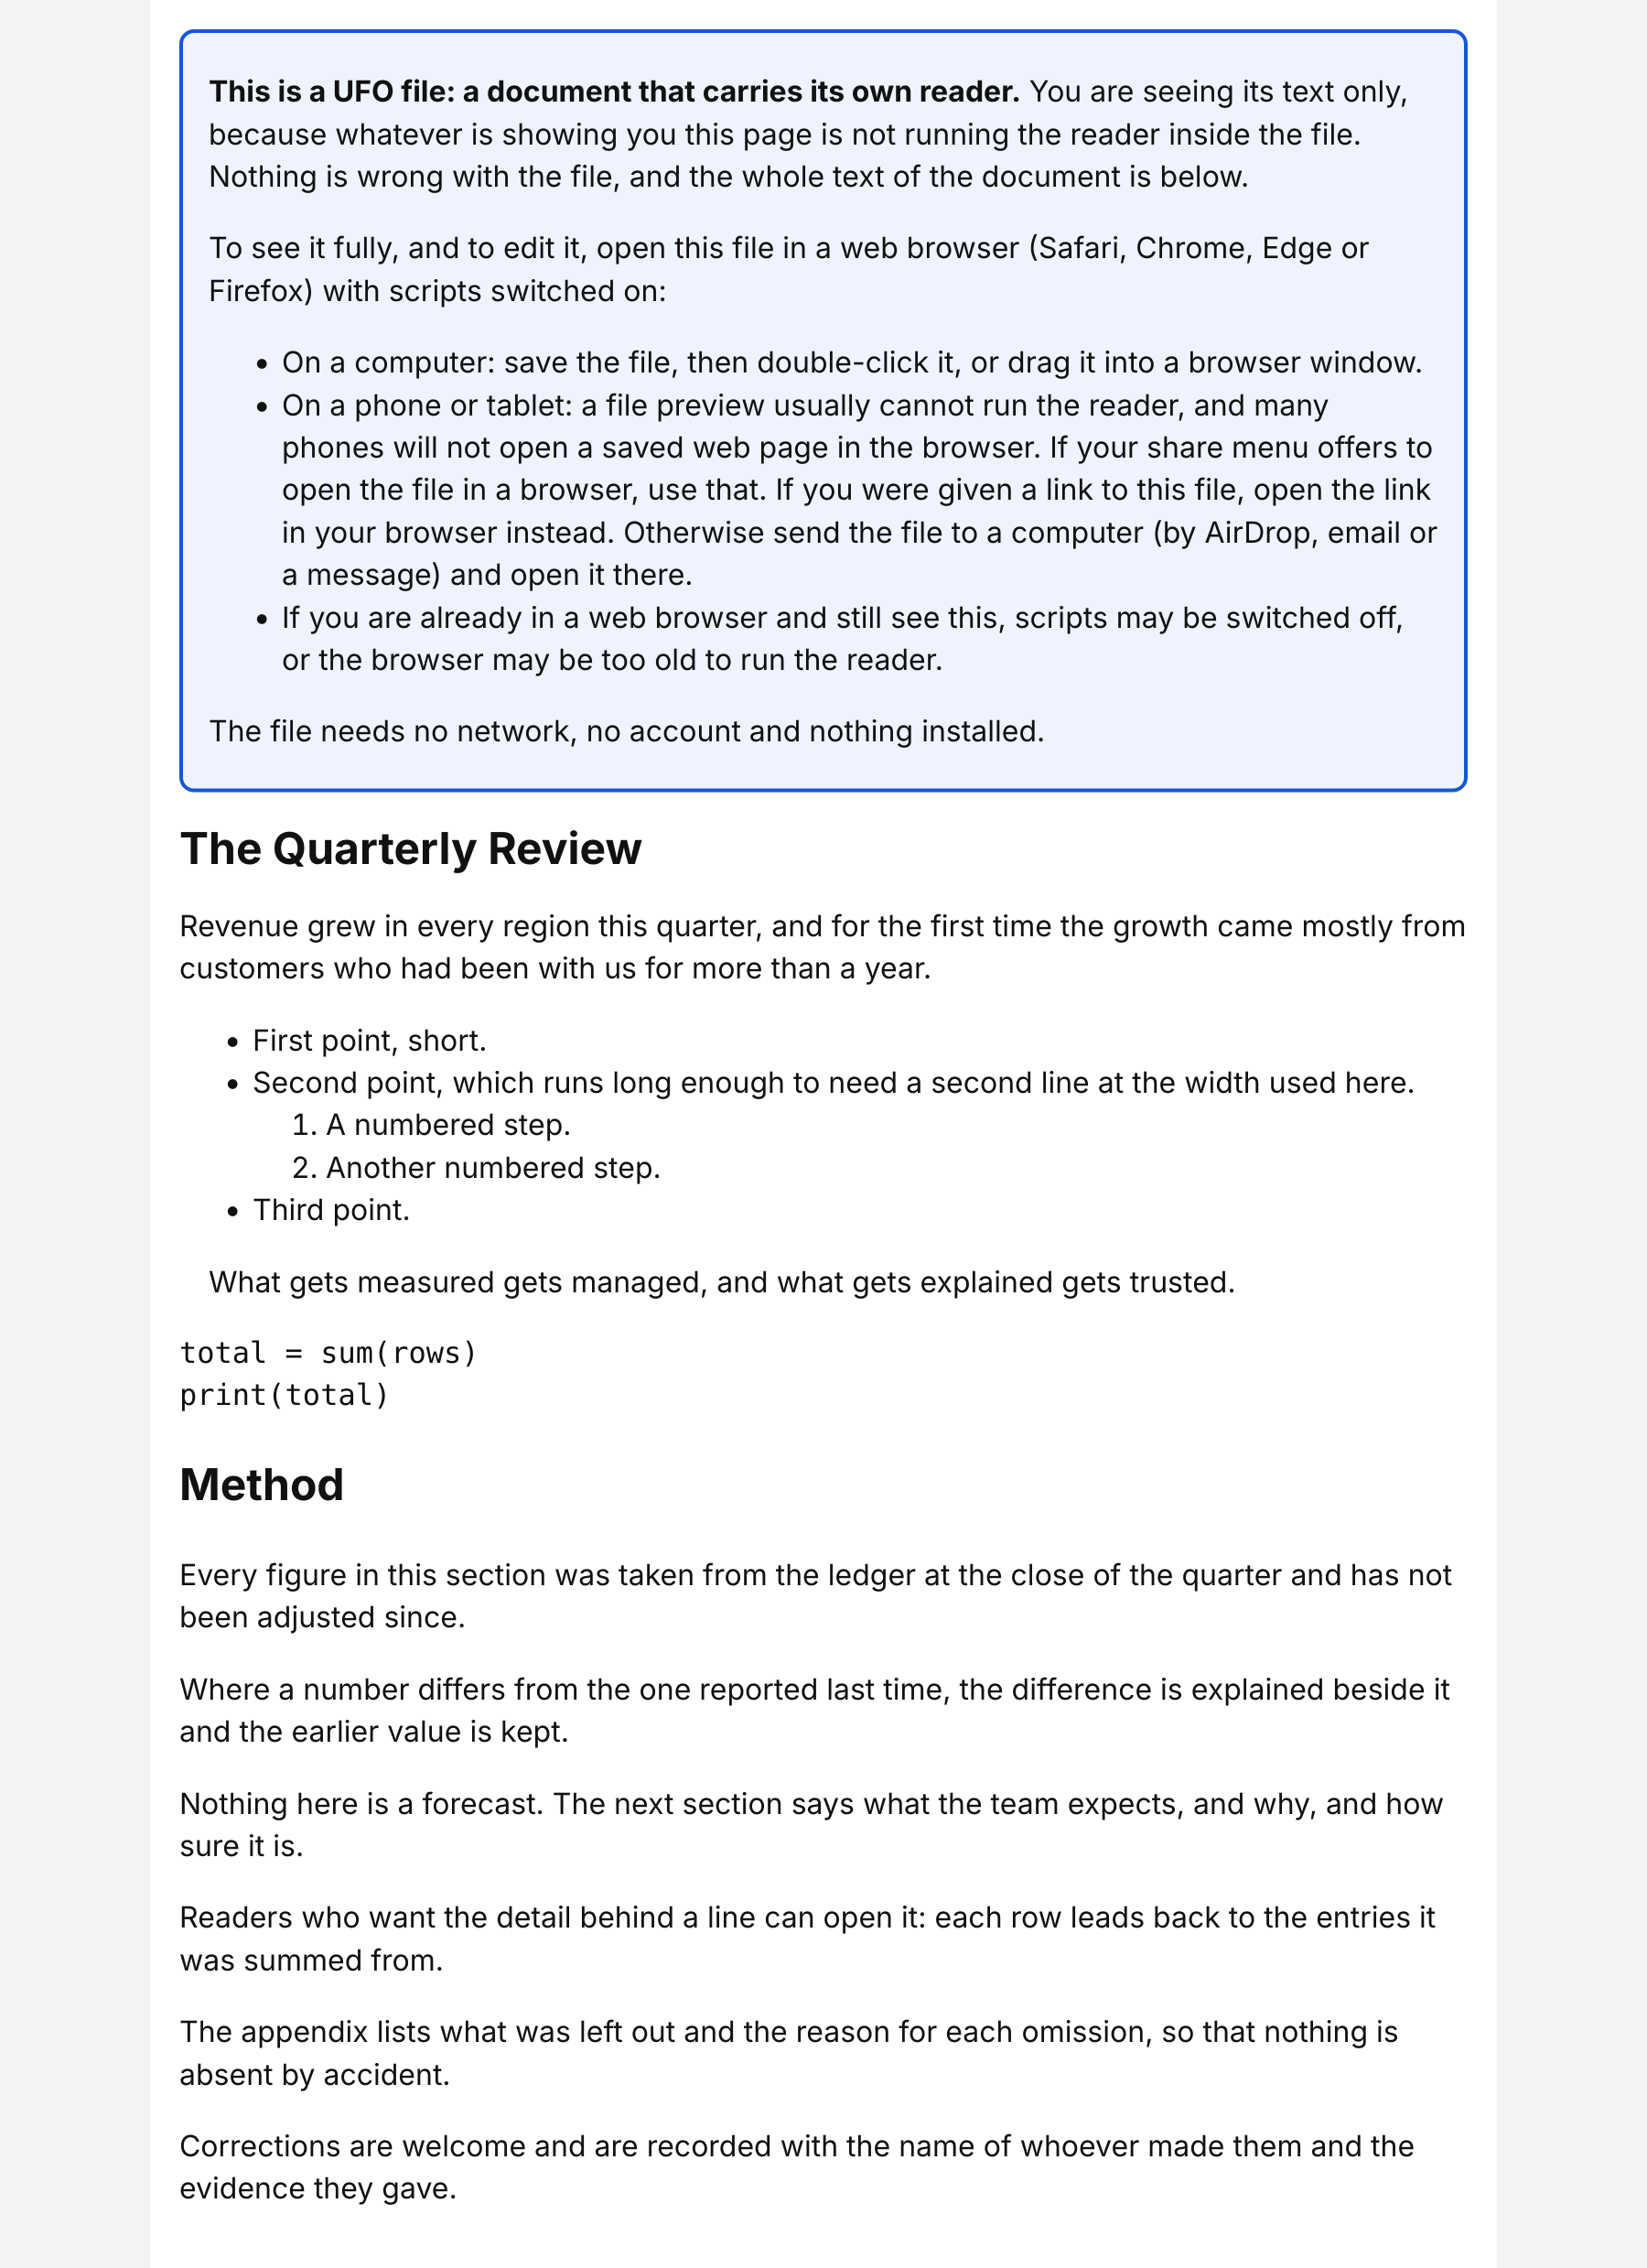 This is a UFO file: a document that carries its own reader. You are seeing its text only,
because whatever is showing you this page is not running the reader inside the file.
Nothing is wrong with the file, and the whole text of the document is below.
To see it fully, and to edit it, open this file in a web browser (Safari, Chrome, Edge or
Firefox) with scripts switched on:
• On a computer: save the file, then double-click it, or drag it into a browser window.
• On a phone or tablet: a file preview usually cannot run the reader, and many
phones will not open a saved web page in the browser. If your share menu offers to
open the file in a browser, use that. If you were given a link to this file, open the link
in your browser instead. Otherwise send the file to a computer (by AirDrop, email or
a message) and open it there.
• If you are already in a web browser and still see this, scripts may be switched off,
or the browser may be too old to run the reader.
The file needs no network, no account and nothing installed.
The Quarterly Review
Revenue grew in every region this quarter, and for the first time the growth came mostly from
customers who had been with us for more than a year.
• First point, short.
• Second point, which runs long enough to need a second line at the width used here.
1. A numbered step.
2. Another numbered step.
• Third point.
What gets measured gets managed, and what gets explained gets trusted.
total = sum(rows)
print(total)
Method
Every figure in this section was taken from the ledger at the close of the quarter and has not
been adjusted since.
Where a number differs from the one reported last time, the difference is explained beside it
and the earlier value is kept.
Nothing here is a forecast. The next section says what the team expects, and why, and how
sure it is.
Readers who want the detail behind a line can open it: each row leads back to the entries it
was summed from.
The appendix lists what was left out and the reason for each omission, so that nothing is
absent by accident.
Corrections are welcome and are recorded with the name of whoever made them and the
evidence they gave.